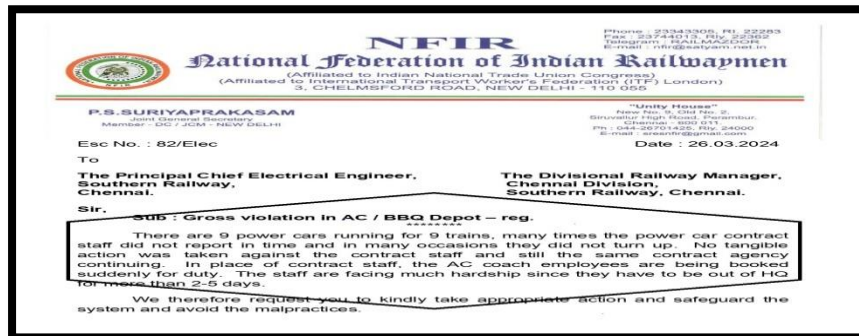 NFIR
Phone : 23343305, Rl. 22283
Fax : 23744013, Rly. 22382
Telegram : RAILMAZDOR
E-mail : nfir@satyam.net.in
National Federation of Indian Railwaymen
(Affiliated to Indian National Trade Union Congress)
(Affiliated to International Transport Worker's Federation (ITF) London)
3, CHELMSFORD ROAD, NEW DELHI - 110 055
P.S.SURIYAPRAKASAM
Joint General Secretary
Member - DC / JCM - NEW DELHI
"Unity House"
New No. 9, Old No. 2,
Siruvallur High Road, Perambur,
Chennai - 600 011.
Ph : 044-26701425, Rly. 24000
E-mail : sresnfir@gmail.com
Esc No. : 82/Elec
Date : 26.03.2024
To
The Principal Chief Electrical Engineer,
Southern Railway,
Chennai.
The Divisional Railway Manager,
Chennai Division,
Southern Railway, Chennai.
Sir,
Sub : Gross violation in AC / BBQ Depot – reg.
********
There are 9 power cars running for 9 trains, many times the power car contract
staff did not report in time and in many occasions they did not turn up. No tangible
action was taken against the contract staff and still the same contract agency
continuing. In place of contract staff, the AC coach employees are being booked
suddenly for duty. The staff are facing much hardship since they have to be out of HQ
for more than 2-5 days.
We therefore request you to kindly take appropriate action and safeguard the
system and avoid the malpractices.